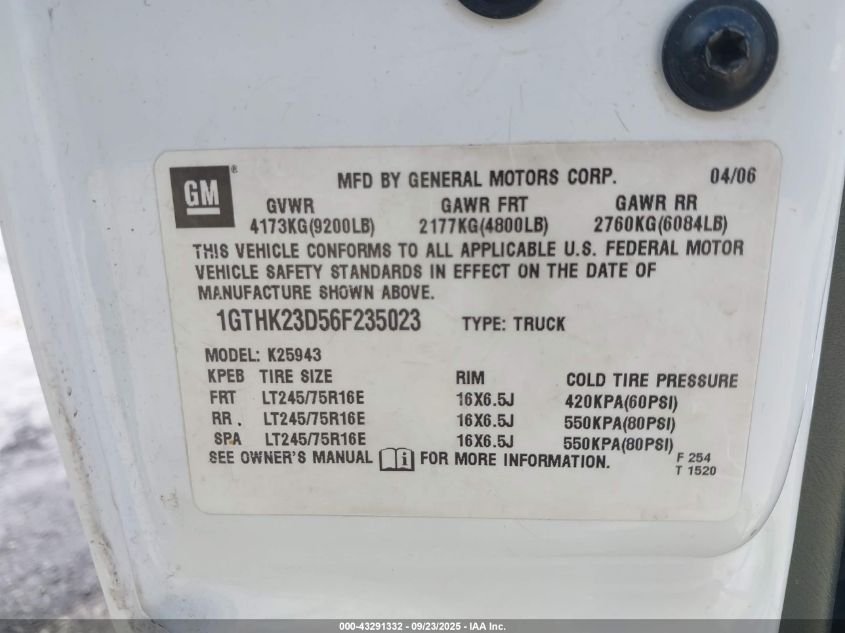 GM ® MFD BY GENERAL MOTORS CORP. 04/06
GVWR GAWR FRT GAWR RR
4173KG(9200LB) 2177KG(4800LB) 2760KG(6084LB)
THIS VEHICLE CONFORMS TO ALL APPLICABLE U.S. FEDERAL MOTOR
VEHICLE SAFETY STANDARDS IN EFFECT ON THE DATE OF
MANUFACTURE SHOWN ABOVE.
1GTHK23D56F235023 TYPE: TRUCK
MODEL: K25943
KPEB TIRE SIZE RIM COLD TIRE PRESSURE
FRT LT245/75R16E 16X6.5J 420KPA(60PSI)
RR. LT245/75R16E 16X6.5J 550KPA(80PSI)
SPA LT245/75R16E 16X6.5J 550KPA(80PSI)
SEE OWNER'S MANUAL i FOR MORE INFORMATION. F 254
T 1520
000-43291332 - 09/23/2025 - IAA Inc.